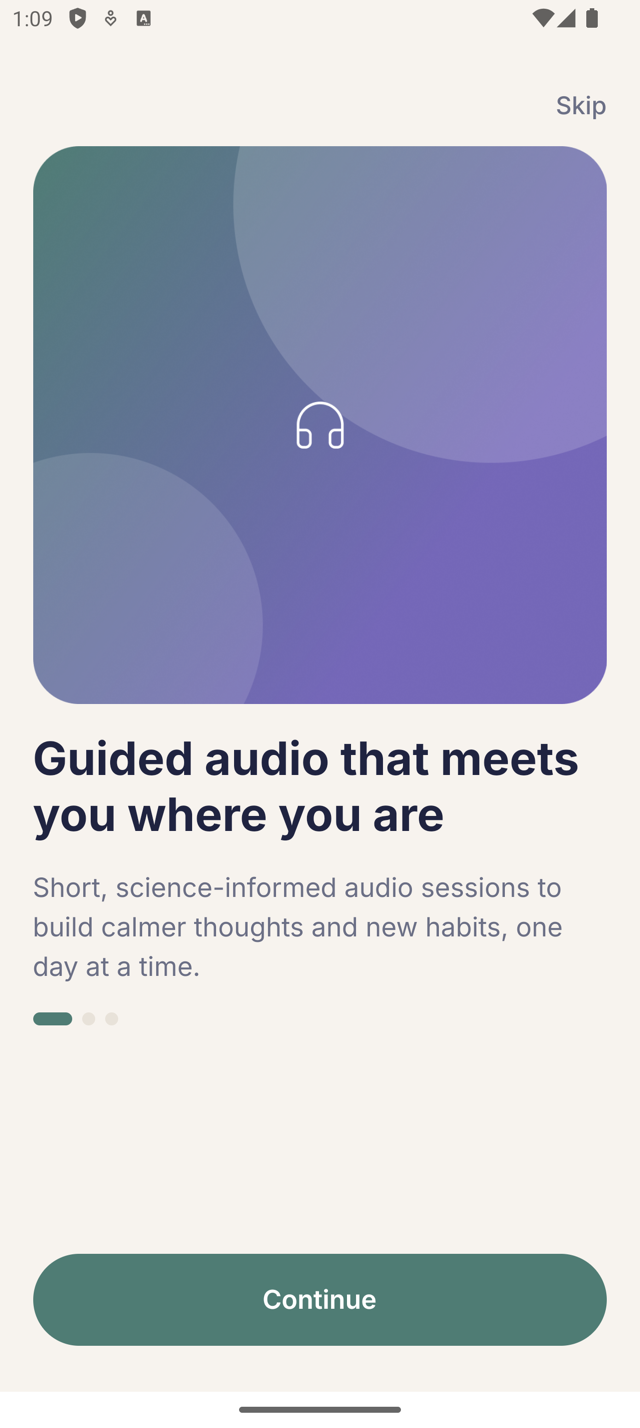 1:09
Skip
Guided audio that meets
you where you are
Short, science-informed audio sessions to
build calmer thoughts and new habits, one
day at a time.
Continue